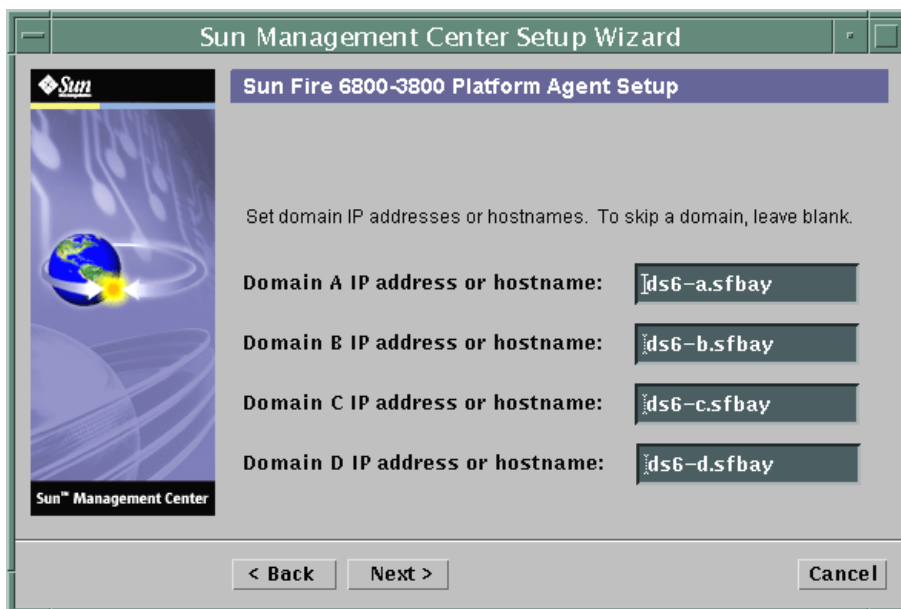 Sun Management Center Setup Wizard
Sun
Sun Fire 6800-3800 Platform Agent Setup
Set domain IP addresses or hostnames. To skip a domain, leave blank.
Domain A IP address or hostname: ds6-a.sfbay
Domain B IP address or hostname: ds6-b.sfbay
Domain C IP address or hostname: ds6-c.sfbay
Domain D IP address or hostname: ds6-d.sfbay
Sun™ Management Center
< Back Next > Cancel